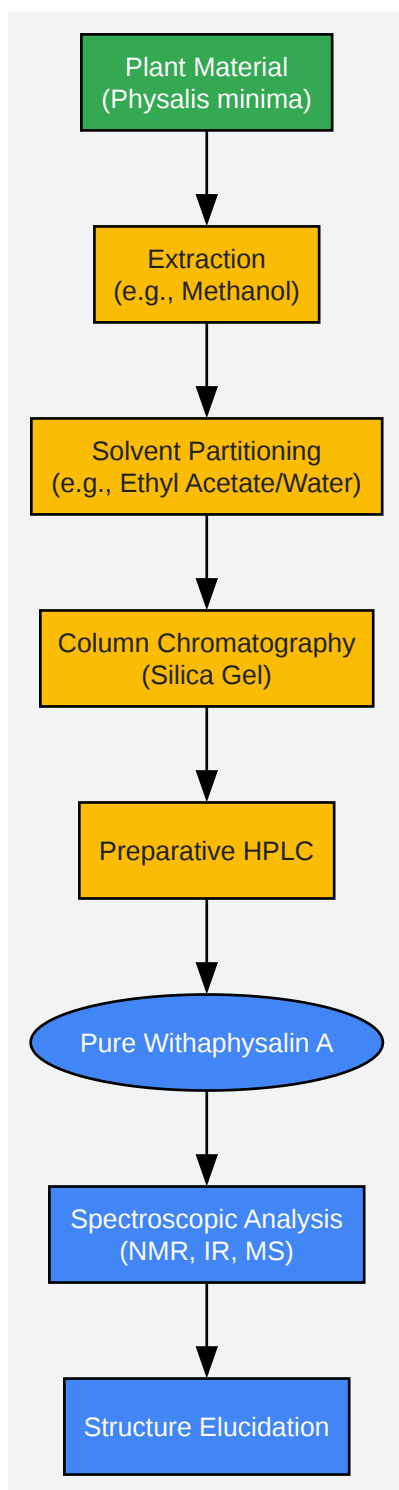 Plant Material
(Physalis minima)
Extraction
(e.g., Methanol)
Solvent Partitioning
(e.g., Ethyl Acetate/Water)
Column Chromatography
(Silica Gel)
Preparative HPLC
Pure Withaphysalin A
Spectroscopic Analysis
(NMR, IR, MS)
Structure Elucidation